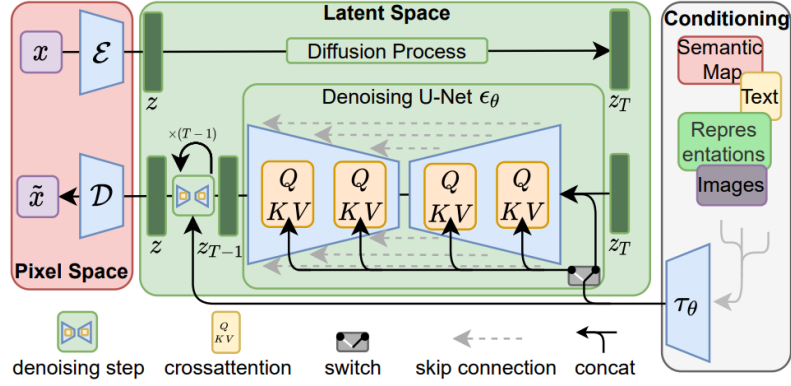 Latent Space
Conditioning
x
ℰ
Diffusion Process
z
z_T
Semantic
Map
Text
Repres
entations
Images
Denoising U-Net ϵ_θ
×(T−1)
Q
KV
Q
KV
Q
KV
Q
KV
x̃
𝒟
z
z_{T−1}
z_T
Pixel Space
τ_θ
denoising step
Q
KV
crossattention
switch
skip connection
concat